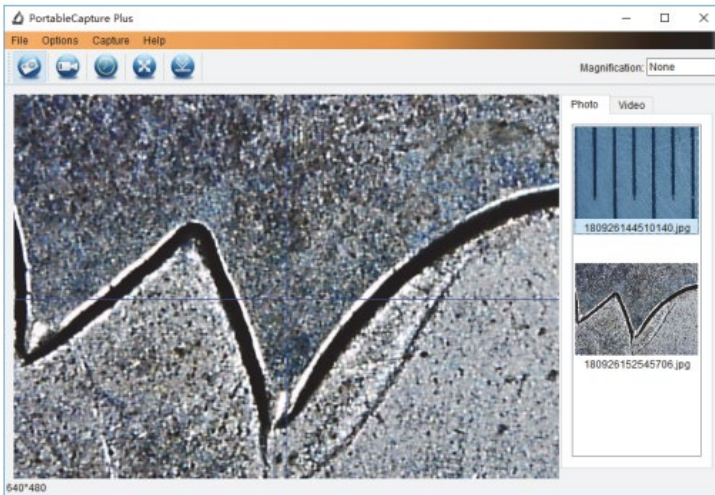 PortableCapture Plus
File Options Capture Help
Magnification: None
Photo Video
180926144510140.jpg
180926152545706.jpg
640*480